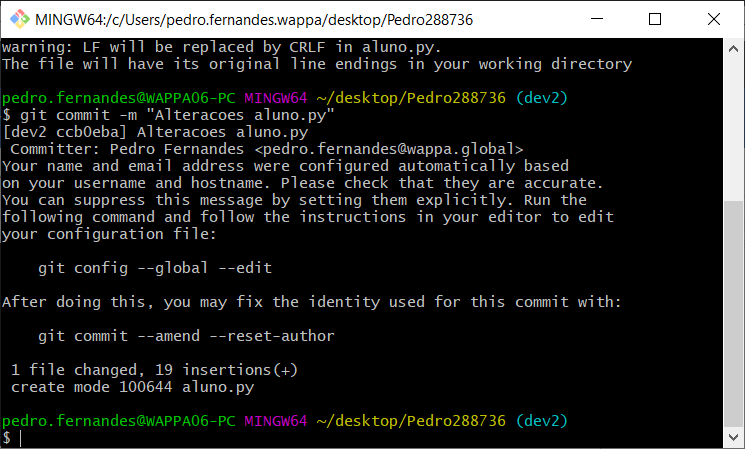 MINGW64:/c/Users/pedro.fernandes.wappa/desktop/Pedro288736
warning: LF will be replaced by CRLF in aluno.py.
The file will have its original line endings in your working directory
pedro.fernandes@WAPPA06-PC MINGW64 ~/desktop/Pedro288736 (dev2)
$ git commit -m "Alteracoes aluno.py"
[dev2 ccb0eba] Alteracoes aluno.py
 Committer: Pedro Fernandes <pedro.fernandes@wappa.global>
Your name and email address were configured automatically based
on your username and hostname. Please check that they are accurate.
You can suppress this message by setting them explicitly. Run the
following command and follow the instructions in your editor to edit
your configuration file:
    git config --global --edit
After doing this, you may fix the identity used for this commit with:
    git commit --amend --reset-author
 1 file changed, 19 insertions(+)
 create mode 100644 aluno.py
pedro.fernandes@WAPPA06-PC MINGW64 ~/desktop/Pedro288736 (dev2)
$